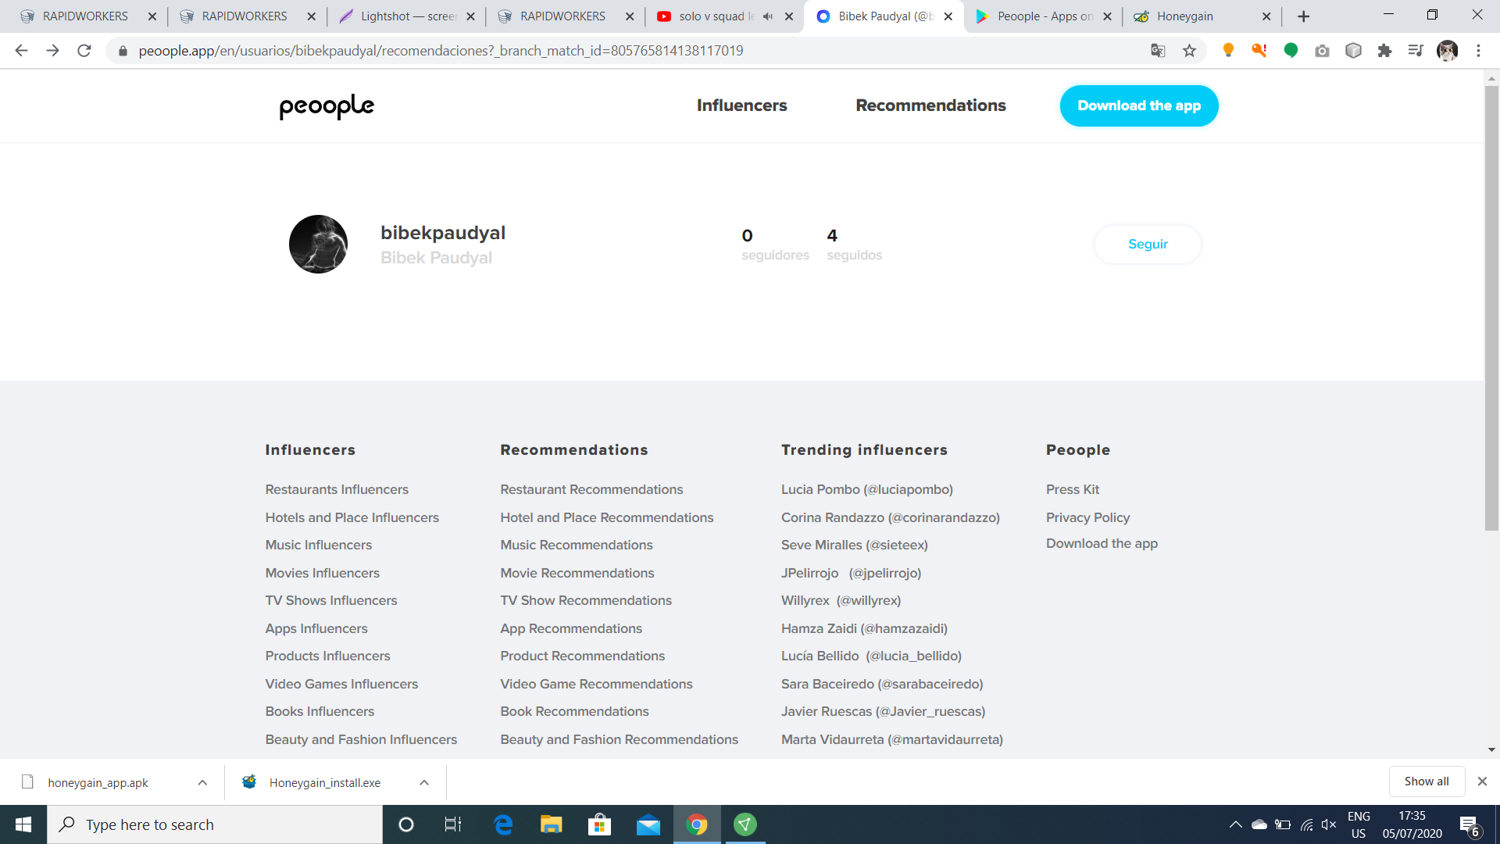 RAPIDWORKERS
RAPIDWORKERS
Lightshot — screen
RAPIDWORKERS
solo v squad le
Bibek Paudyal (@b
Peoople - Apps on
Honeygain
peoople.app/en/usuarios/bibekpaudyal/recomendaciones?_branch_match_id=805765814138117019
peoople
Influencers
Recommendations
Download the app
bibekpaudyal
Bibek Paudyal
0
seguidores
4
seguidos
Seguir
Influencers
Restaurants Influencers
Hotels and Place Influencers
Music Influencers
Movies Influencers
TV Shows Influencers
Apps Influencers
Products Influencers
Video Games Influencers
Books Influencers
Beauty and Fashion Influencers
Recommendations
Restaurant Recommendations
Hotel and Place Recommendations
Music Recommendations
Movie Recommendations
TV Show Recommendations
App Recommendations
Product Recommendations
Video Game Recommendations
Book Recommendations
Beauty and Fashion Recommendations
Trending influencers
Lucia Pombo (@luciapombo)
Corina Randazzo (@corinarandazzo)
Seve Miralles (@sieteex)
JPelirrojo (@jpelirrojo)
Willyrex (@willyrex)
Hamza Zaidi (@hamzazaidi)
Lucía Bellido (@lucia_bellido)
Sara Baceiredo (@sarabaceiredo)
Javier Ruescas (@Javier_ruescas)
Marta Vidaurreta (@martavidaurreta)
Peoople
Press Kit
Privacy Policy
Download the app
honeygain_app.apk
Honeygain_install.exe
Show all
Type here to search
ENG
US
17:35
05/07/2020
6